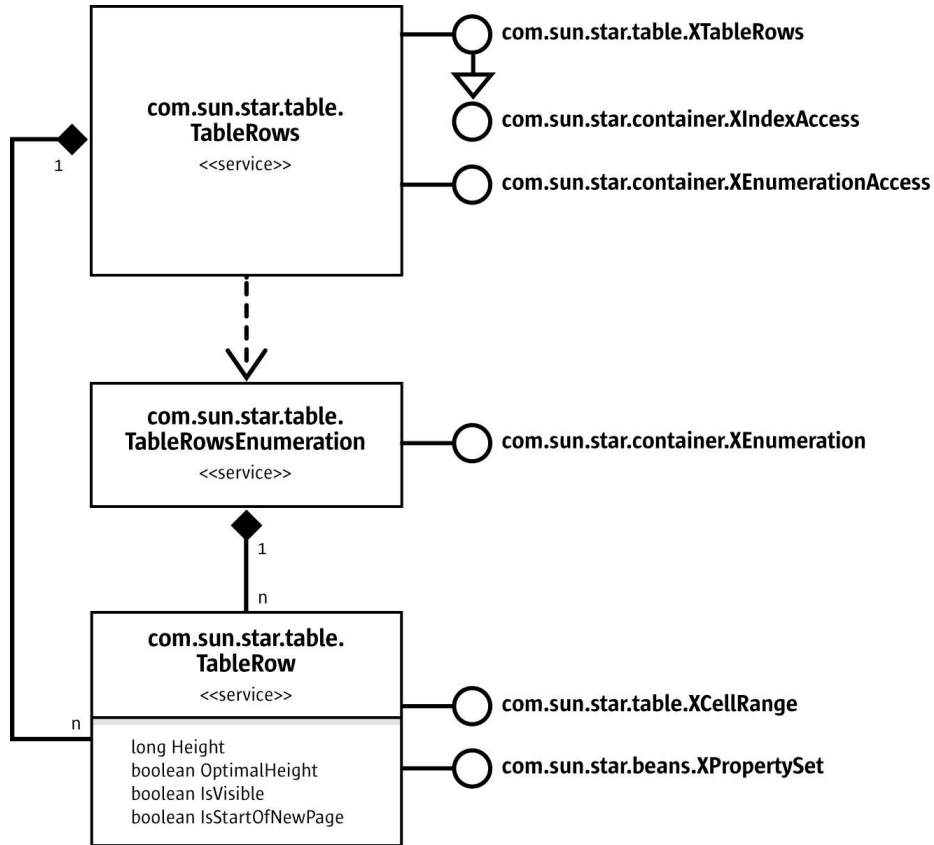 com.sun.star.table.XTableRows
com.sun.star.table.
TableRows
<<service>>
com.sun.star.container.XIndexAccess
1
com.sun.star.container.XEnumerationAccess
com.sun.star.table.
TableRowsEnumeration
<<service>>
com.sun.star.container.XEnumeration
1
n
com.sun.star.table.
TableRow
<<service>>
com.sun.star.table.XCellRange
n
long Height
boolean OptimalHeight
boolean IsVisible
boolean IsStartOfNewPage
com.sun.star.beans.XPropertySet